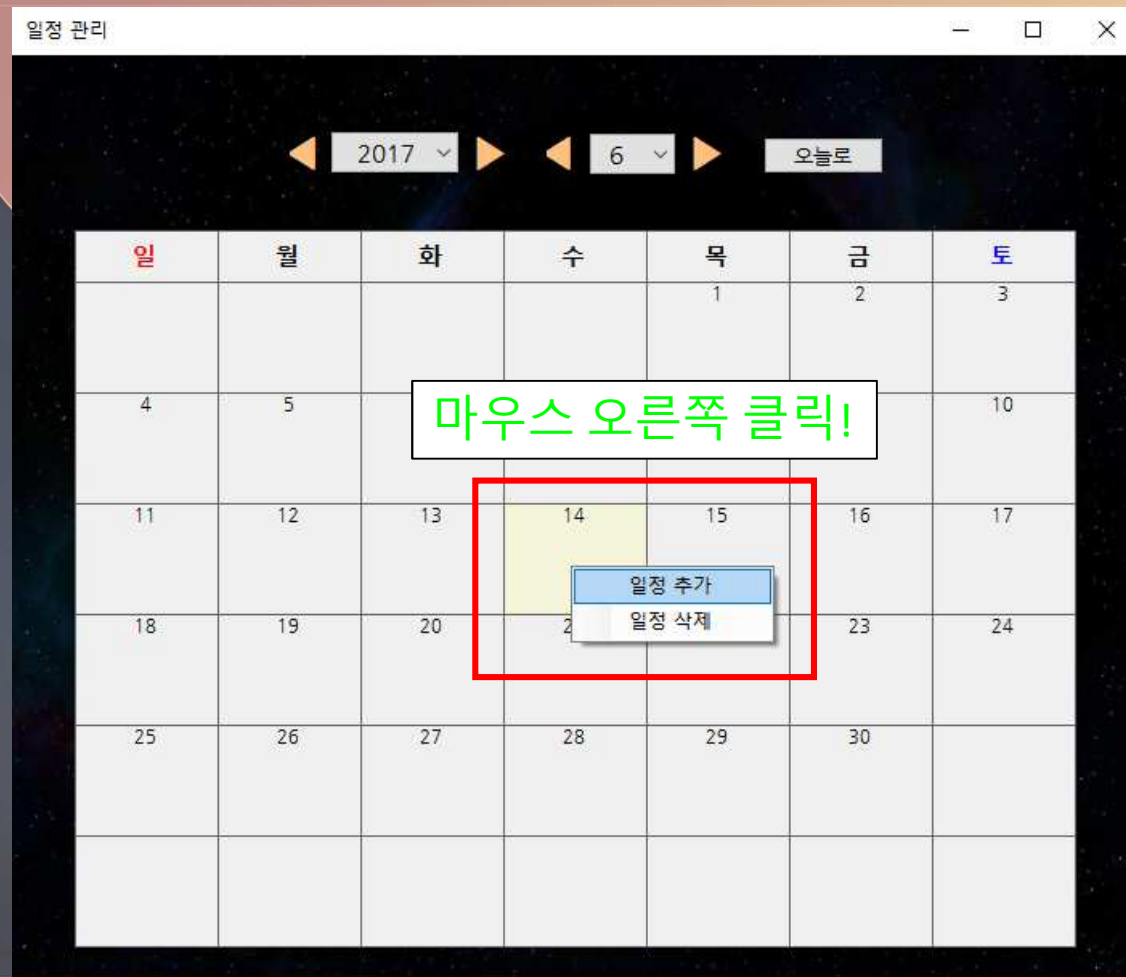 일정 관리
2017 6 오늘로
일 월 화 수 목 금 토
1 2 3
4 5 10
마우스 오른쪽 클릭!
11 12 13 14 15 16 17
일정 추가
일정 삭제
18 19 20 23 24
25 26 27 28 29 30